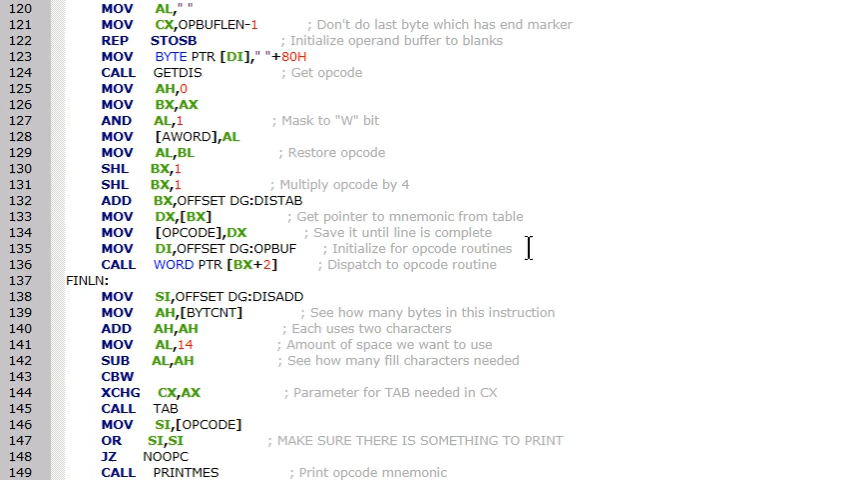 120 MOV AL," "
121 MOV CX,OPBUFLEN-1 ; Don't do last byte which has end marker
122 REP STOSB ; Initialize operand buffer to blanks
123 MOV BYTE PTR [DI]," "+80H
124 CALL GETDIS ; Get opcode
125 MOV AH,0
126 MOV BX,AX
127 AND AL,1 ; Mask to "W" bit
128 MOV [AWORD],AL
129 MOV AL,BL ; Restore opcode
130 SHL BX,1
131 SHL BX,1 ; Multiply opcode by 4
132 ADD BX,OFFSET DG:DISTAB
133 MOV DX,[BX] ; Get pointer to mnemonic from table
134 MOV [OPCODE],DX ; Save it until line is complete
135 MOV DI,OFFSET DG:OPBUF ; Initialize for opcode routines
136 CALL WORD PTR [BX+2] ; Dispatch to opcode routine
137 FINLN:
138 MOV SI,OFFSET DG:DISADD
139 MOV AH,[BYTCNT] ; See how many bytes in this instruction
140 ADD AH,AH ; Each uses two characters
141 MOV AL,14 ; Amount of space we want to use
142 SUB AL,AH ; See how many fill characters needed
143 CBW
144 XCHG CX,AX ; Parameter for TAB needed in CX
145 CALL TAB
146 MOV SI,[OPCODE]
147 OR SI,SI ; MAKE SURE THERE IS SOMETHING TO PRINT
148 JZ NOOPC
149 CALL PRINTMES ; Print opcode mnemonic